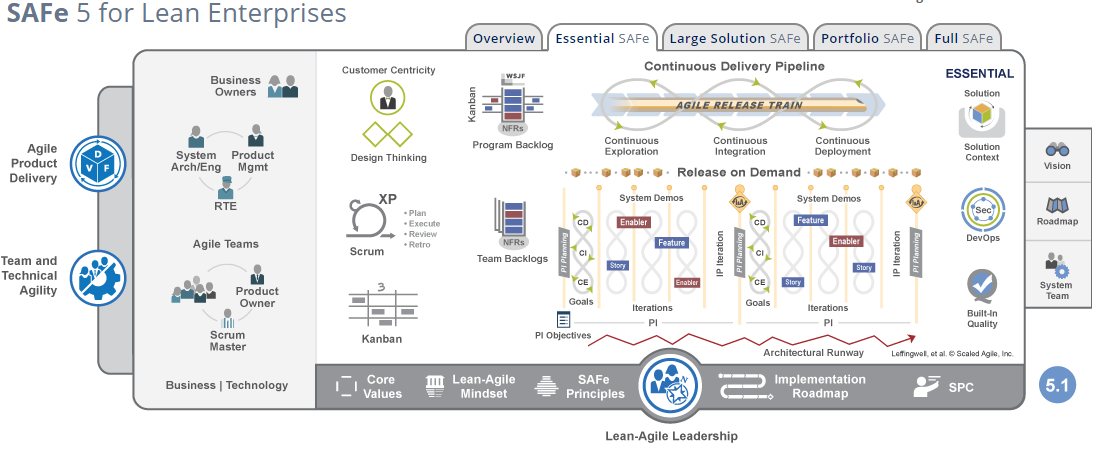 SAFe 5 for Lean Enterprises
Overview
Essential SAFe
Large Solution SAFe
Portfolio SAFe
Full SAFe
Agile
Product
Delivery
D
V F
Team and
Technical
Agility
Business
Owners
System
Arch/Eng
Product
Mgmt
RTE
Agile Teams
Product
Owner
Scrum
Master
Business | Technology
Customer Centricity
Design Thinking
XP
• Plan
• Execute
• Review
• Retro
Scrum
3
Kanban
Kanban
WSJF
NFRs
Program Backlog
NFRs
Team Backlogs
Continuous Delivery Pipeline
AGILE RELEASE TRAIN
Continuous
Exploration
Continuous
Integration
Continuous
Deployment
Release on Demand
PI Planning
CD
CI
CE
Goals
System Demos
Enabler
Feature
Story
Enabler
Iterations
IP Iteration
I&A
PI Planning
CD
CI
CE
Goals
System Demos
Feature
Enabler
Story
Story
Iterations
IP Iteration
I&A
PI Planning
PI
PI
PI Objectives
Architectural Runway
Leffingwell, et al. © Scaled Agile, Inc.
ESSENTIAL
Solution
Solution
Context
Sec
DevOps
Built-In
Quality
Vision
Roadmap
System
Team
Core
Values
Lean-Agile
Mindset
SAFe
Principles
N
Implementation
Roadmap
SPC
5.1
Lean-Agile Leadership